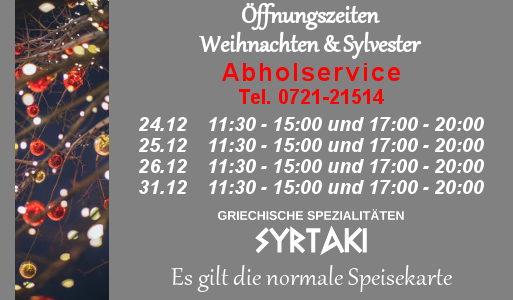 Öffnungszeiten
Weihnachten & Sylvester
Abholservice
Tel. 0721-21514
24.12 11:30 - 15:00 und 17:00 - 20:00
25.12 11:30 - 15:00 und 17:00 - 20:00
26.12 11:30 - 15:00 und 17:00 - 20:00
31.12 11:30 - 15:00 und 17:00 - 20:00
GRIECHISCHE SPEZIALITÄTEN
SYRTAKI
Es gilt die normale Speisekarte